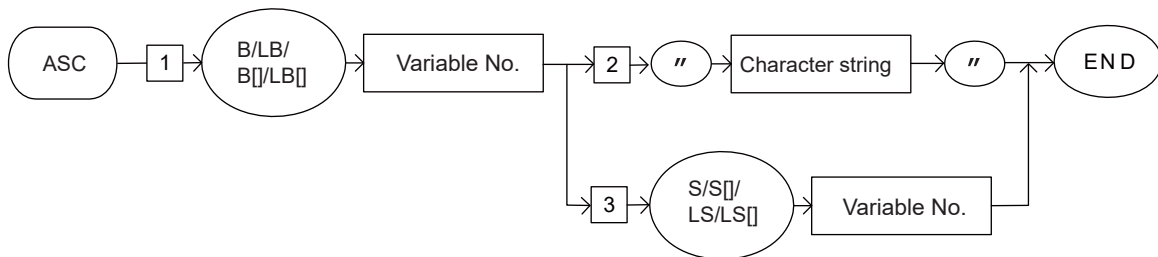 ASC
1
B/LB/
B[]/LB[]
Variable No.
2
"
Character string
"
END
3
S/S[]/
LS/LS[]
Variable No.